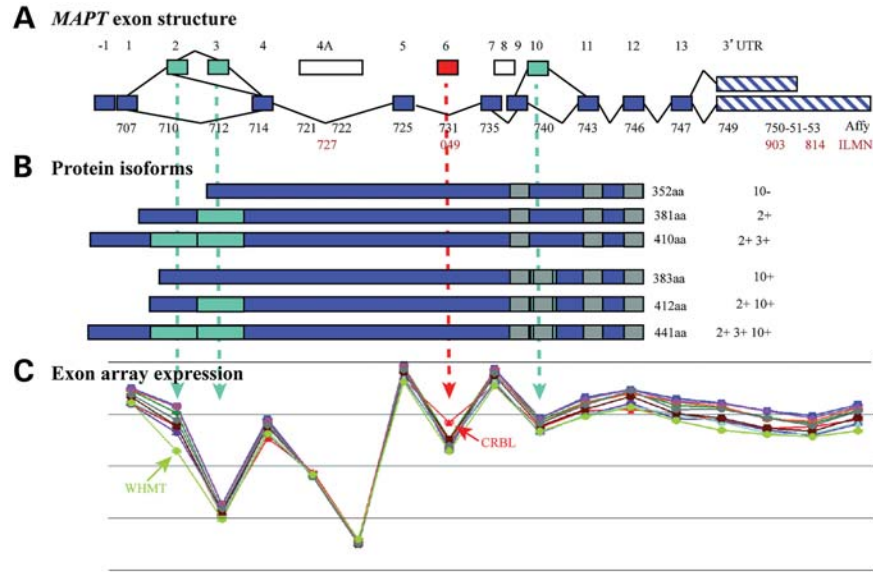 A MAPT exon structure
-1 1 2 3 4 4A 5 6 7 8 9 10 11 12 13 3' UTR
707 710 712 714 721 722 725 731 735 740 743 746 747 749 750-51-53 Affy
727 049 903 814 ILMN
B Protein isoforms
352aa 10-
381aa 2+
410aa 2+ 3+
383aa 10+
412aa 2+ 10+
441aa 2+ 3+ 10+
C Exon array expression
CRBL
WHMT